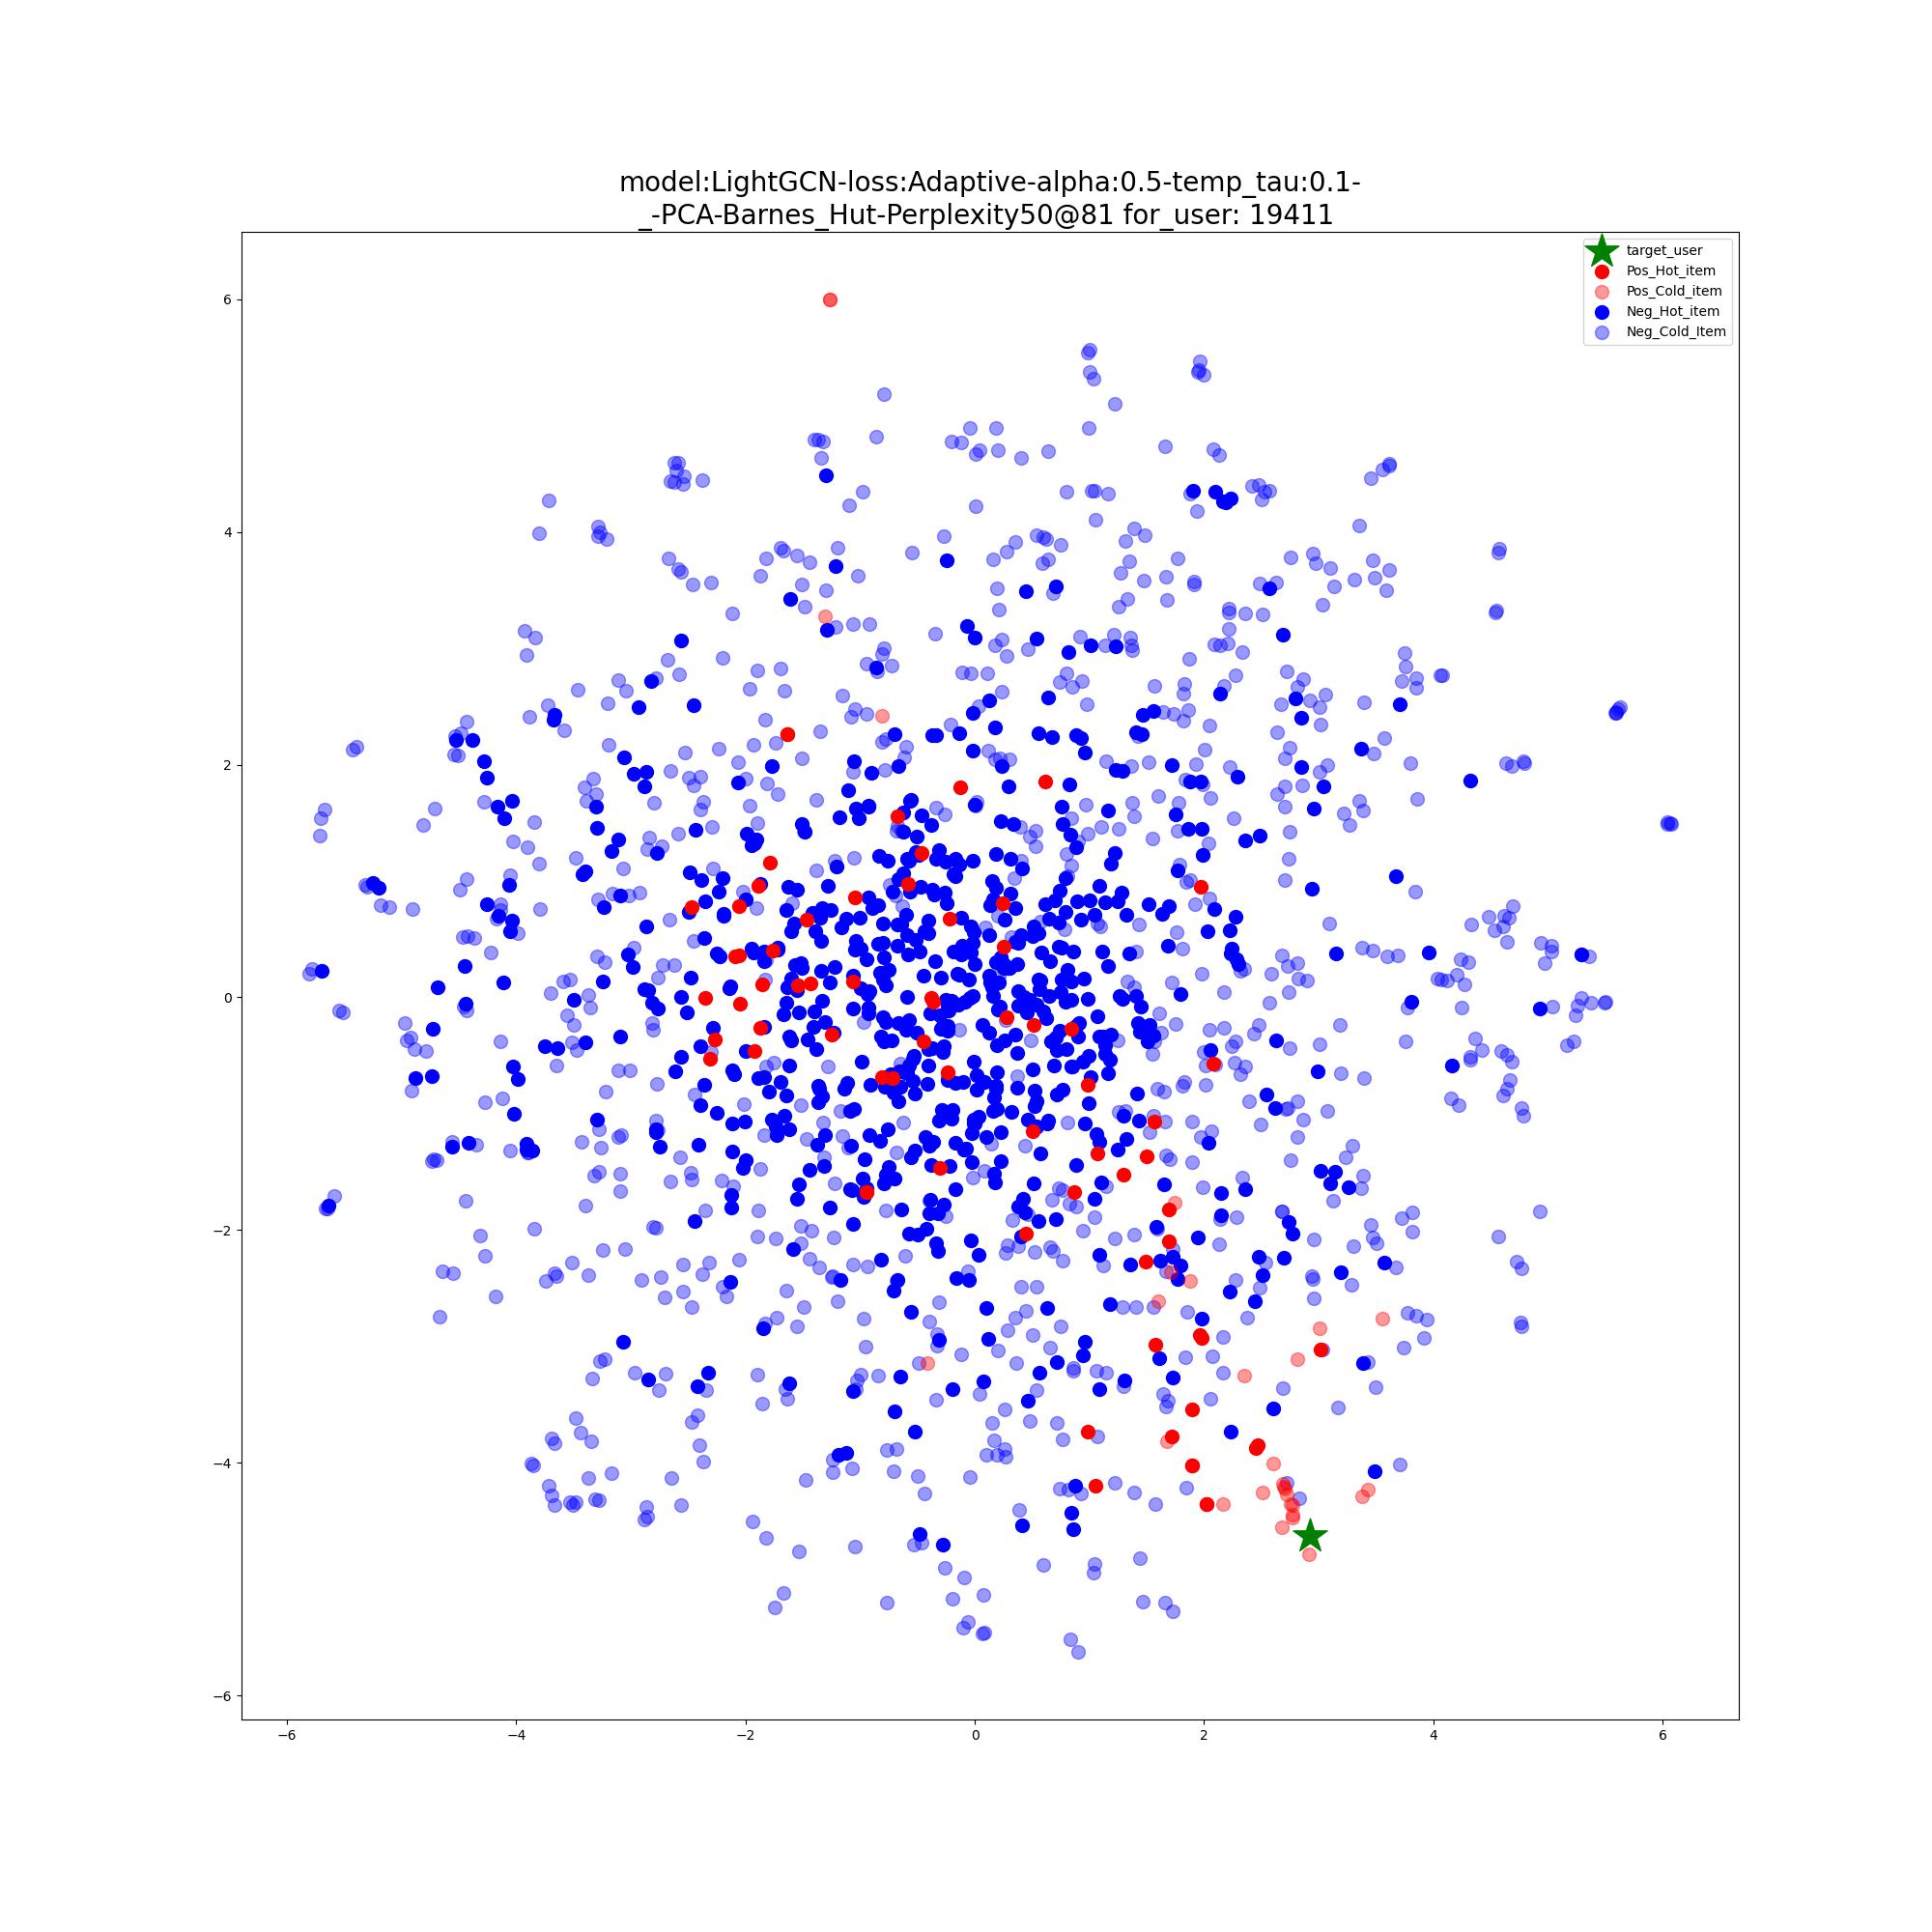 model:LightGCN-loss:Adaptive-alpha:0.5-temp_tau:0.1-
_-PCA-Barnes_Hut-Perplexity50@81 for_user: 19411
target_user
Pos_Hot_item
Pos_Cold_item
Neg_Hot_item
Neg_Cold_Item
6
4
2
0
−2
−4
−6
−6
−4
−2
0
2
4
6